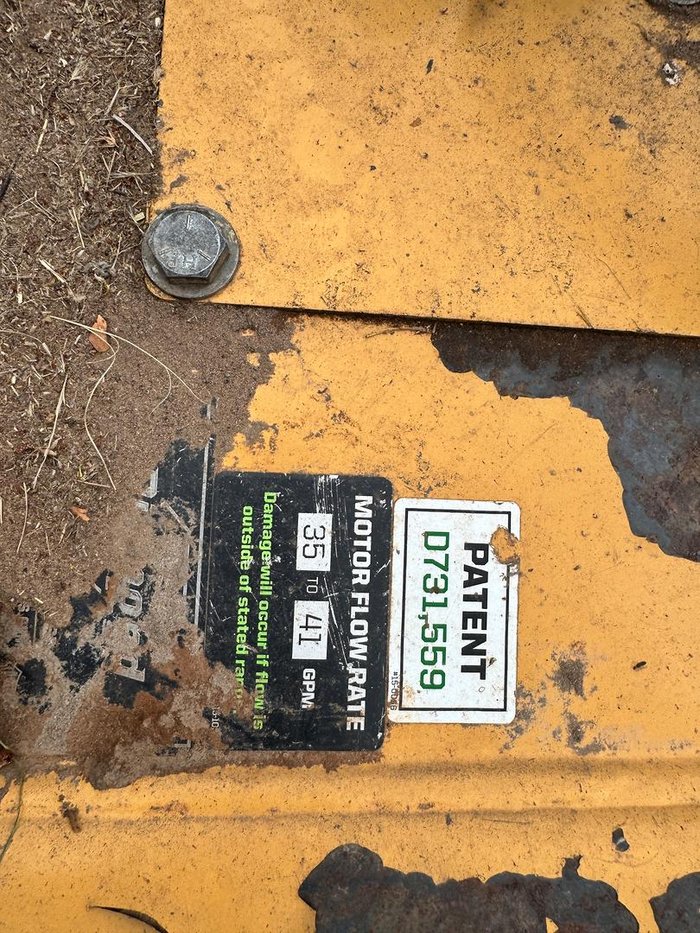 PATENT
D731,559
MOTOR FLOW RATE
35 TO 41 GPM
Damage will occur if flow is
outside of stated